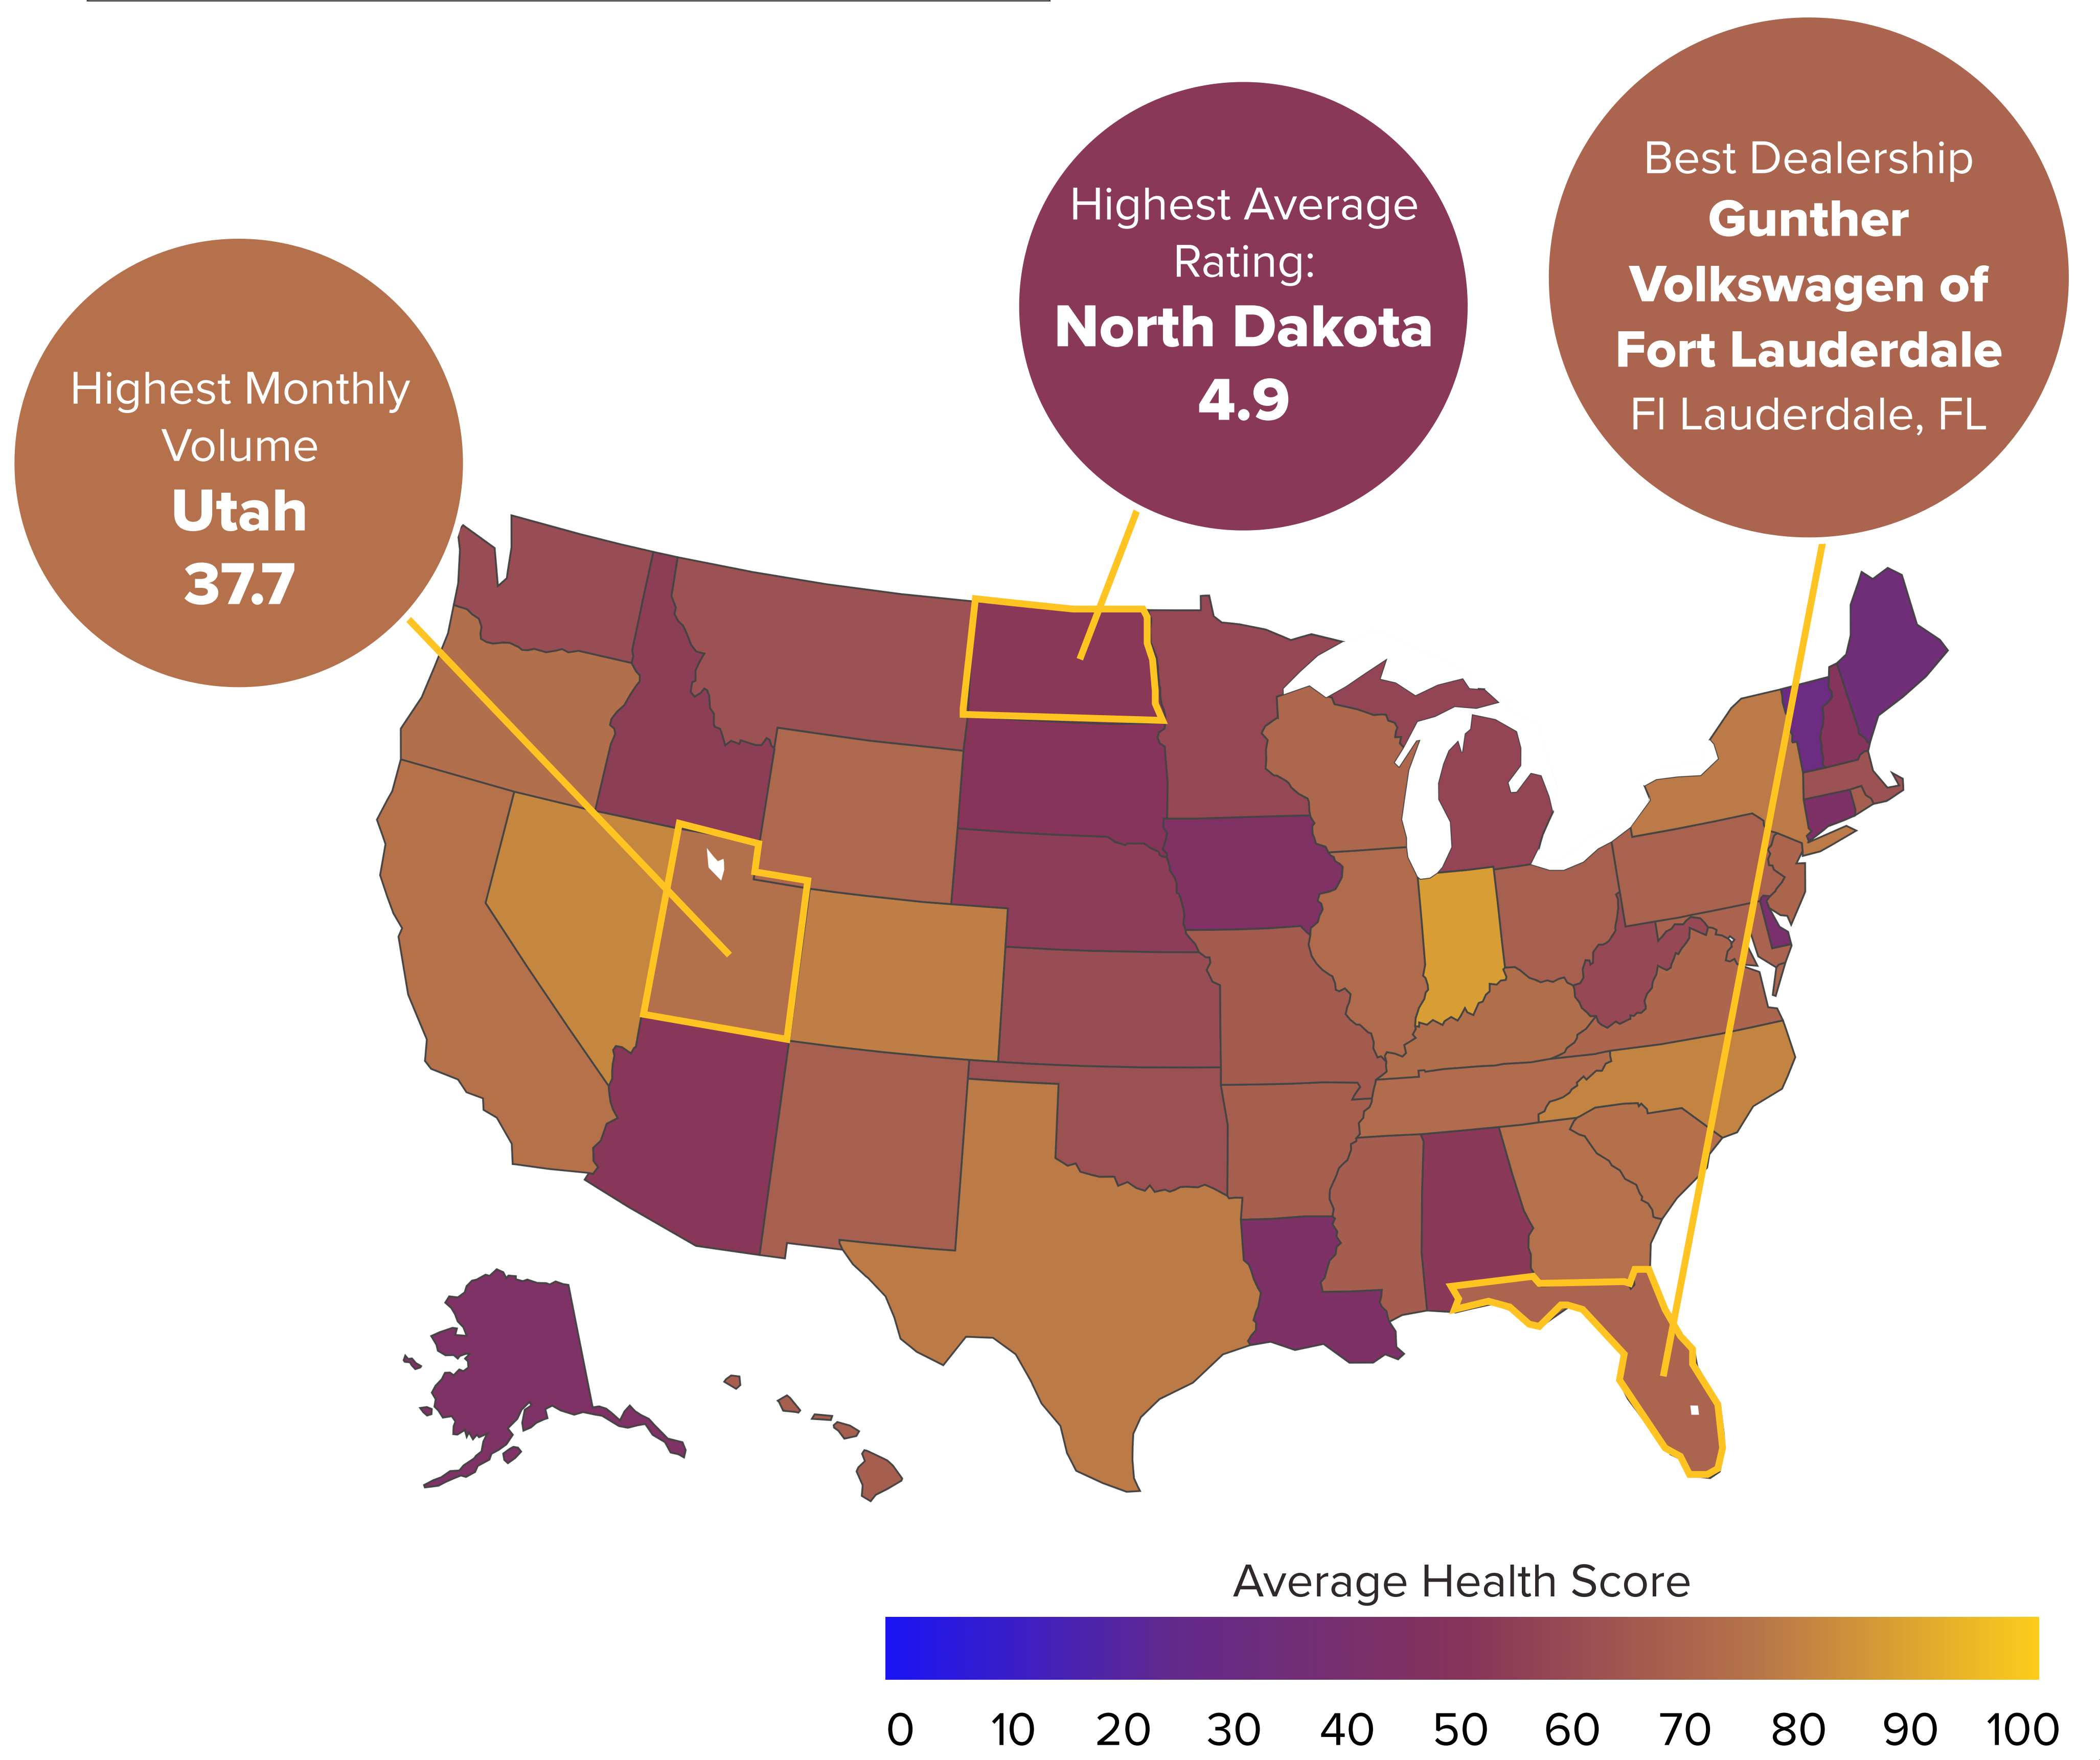 Highest Monthly
Volume
Utah
37.7
Highest Average
Rating:
North Dakota
4.9
Best Dealership
Gunther
Volkswagen of
Fort Lauderdale
Fl Lauderdale, FL
Average Health Score
0 10 20 30 40 50 60 70 80 90 100